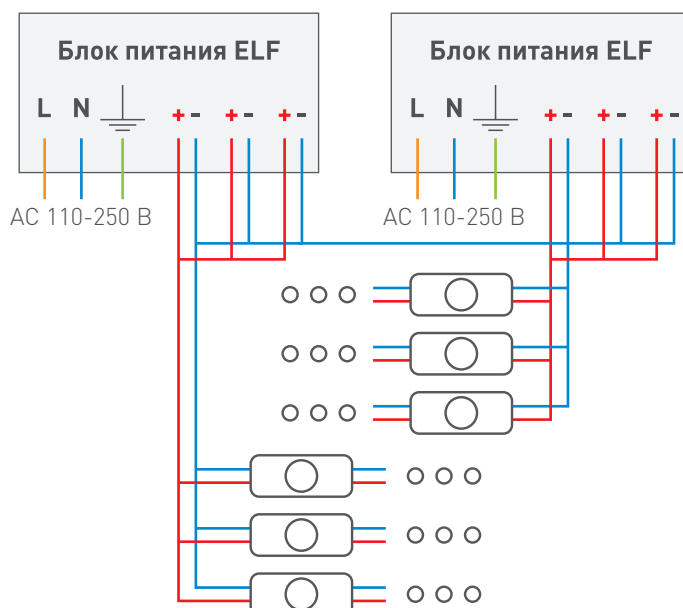 Блок питания ELF
L N + - + - + -
AC 110-250 В
Блок питания ELF
L N + - + - + -
AC 110-250 В